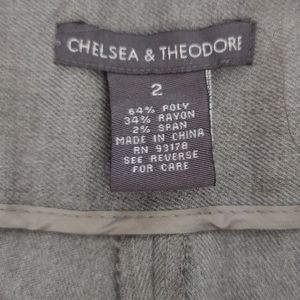 CHELSEA & THEODORE
2
64% POLY
34% RAYON
2% SPAN
MADE IN CHINA
RN 93178
SEE REVERSE
FOR CARE